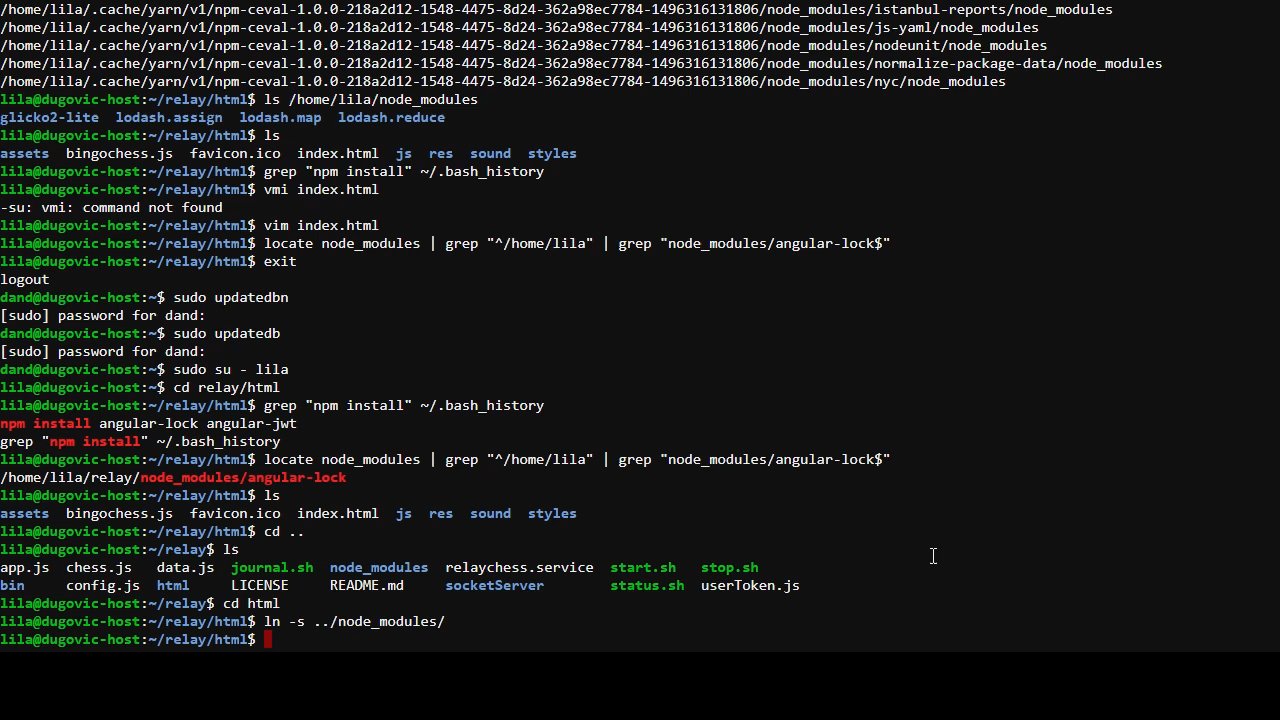 /home/lila/.cache/yarn/v1/npm-ceval-1.0.0-218a2d12-1548-4475-8d24-362a98ec7784-1496316131806/node_modules/istanbul-reports/node_modules
/home/lila/.cache/yarn/v1/npm-ceval-1.0.0-218a2d12-1548-4475-8d24-362a98ec7784-1496316131806/node_modules/js-yaml/node_modules
/home/lila/.cache/yarn/v1/npm-ceval-1.0.0-218a2d12-1548-4475-8d24-362a98ec7784-1496316131806/node_modules/nodeunit/node_modules
/home/lila/.cache/yarn/v1/npm-ceval-1.0.0-218a2d12-1548-4475-8d24-362a98ec7784-1496316131806/node_modules/normalize-package-data/node_modules
/home/lila/.cache/yarn/v1/npm-ceval-1.0.0-218a2d12-1548-4475-8d24-362a98ec7784-1496316131806/node_modules/nyc/node_modules
lila@dugovic-host:~/relay/html$ ls /home/lila/node_modules
glicko2-lite  lodash.assign  lodash.map  lodash.reduce
lila@dugovic-host:~/relay/html$ ls
assets  bingochess.js  favicon.ico  index.html  js  res  sound  styles
lila@dugovic-host:~/relay/html$ grep "npm install" ~/.bash_history
lila@dugovic-host:~/relay/html$ vmi index.html
-su: vmi: command not found
lila@dugovic-host:~/relay/html$ vim index.html
lila@dugovic-host:~/relay/html$ locate node_modules | grep "^/home/lila" | grep "node_modules/angular-lock$"
lila@dugovic-host:~/relay/html$ exit
logout
dand@dugovic-host:~$ sudo updatedbn
[sudo] password for dand:
dand@dugovic-host:~$ sudo updatedb
[sudo] password for dand:
dand@dugovic-host:~$ sudo su - lila
lila@dugovic-host:~$ cd relay/html
lila@dugovic-host:~/relay/html$ grep "npm install" ~/.bash_history
npm install angular-lock angular-jwt
grep "npm install" ~/.bash_history
lila@dugovic-host:~/relay/html$ locate node_modules | grep "^/home/lila" | grep "node_modules/angular-lock$"
/home/lila/relay/node_modules/angular-lock
lila@dugovic-host:~/relay/html$ ls
assets  bingochess.js  favicon.ico  index.html  js  res  sound  styles
lila@dugovic-host:~/relay/html$ cd ..
lila@dugovic-host:~/relay$ ls
app.js  chess.js   data.js  journal.sh  node_modules  relaychess.service  start.sh   stop.sh
bin     config.js  html     LICENSE     README.md     socketServer        status.sh  userToken.js
lila@dugovic-host:~/relay$ cd html
lila@dugovic-host:~/relay/html$ ln -s ../node_modules/
lila@dugovic-host:~/relay/html$